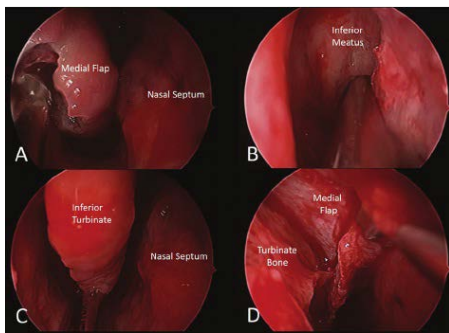 Medial Flap
Nasal Septum
A
Inferior
Meatus
B
Inferior
Turbinate
Nasal Septum
C
Medial
Flap
Turbinate
Bone
D